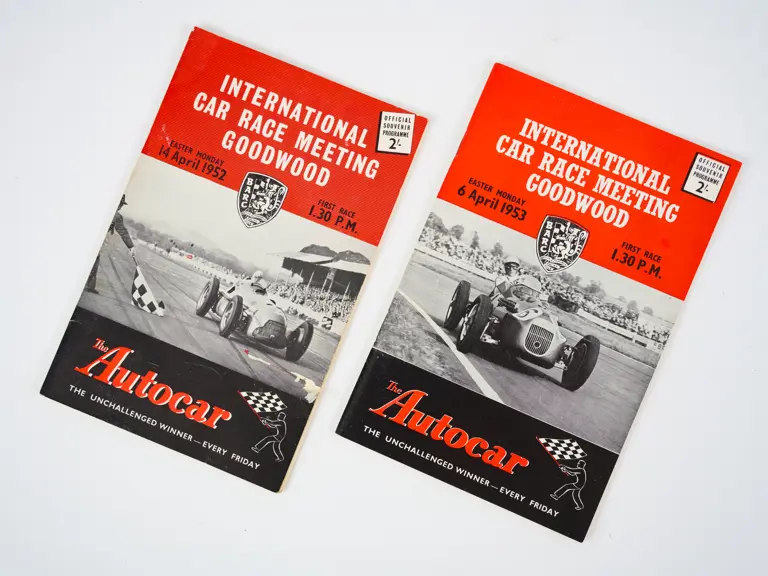 INTERNATIONAL
CAR RACE MEETING
GOODWOOD
OFFICIAL
SOUVENIR
PROGRAMME
2/-
EASTER MONDAY
14 April 1952
BARC
FIRST RACE
1.30 P.M.
The
Autocar
THE UNCHALLENGED WINNER—EVERY FRIDAY
INTERNATIONAL
CAR RACE MEETING
GOODWOOD
OFFICIAL
SOUVENIR
PROGRAMME
2/-
EASTER MONDAY
6 April 1953
BARC
FIRST RACE
1.30 P.M.
The
Autocar
THE UNCHALLENGED WINNER—EVERY FRIDAY